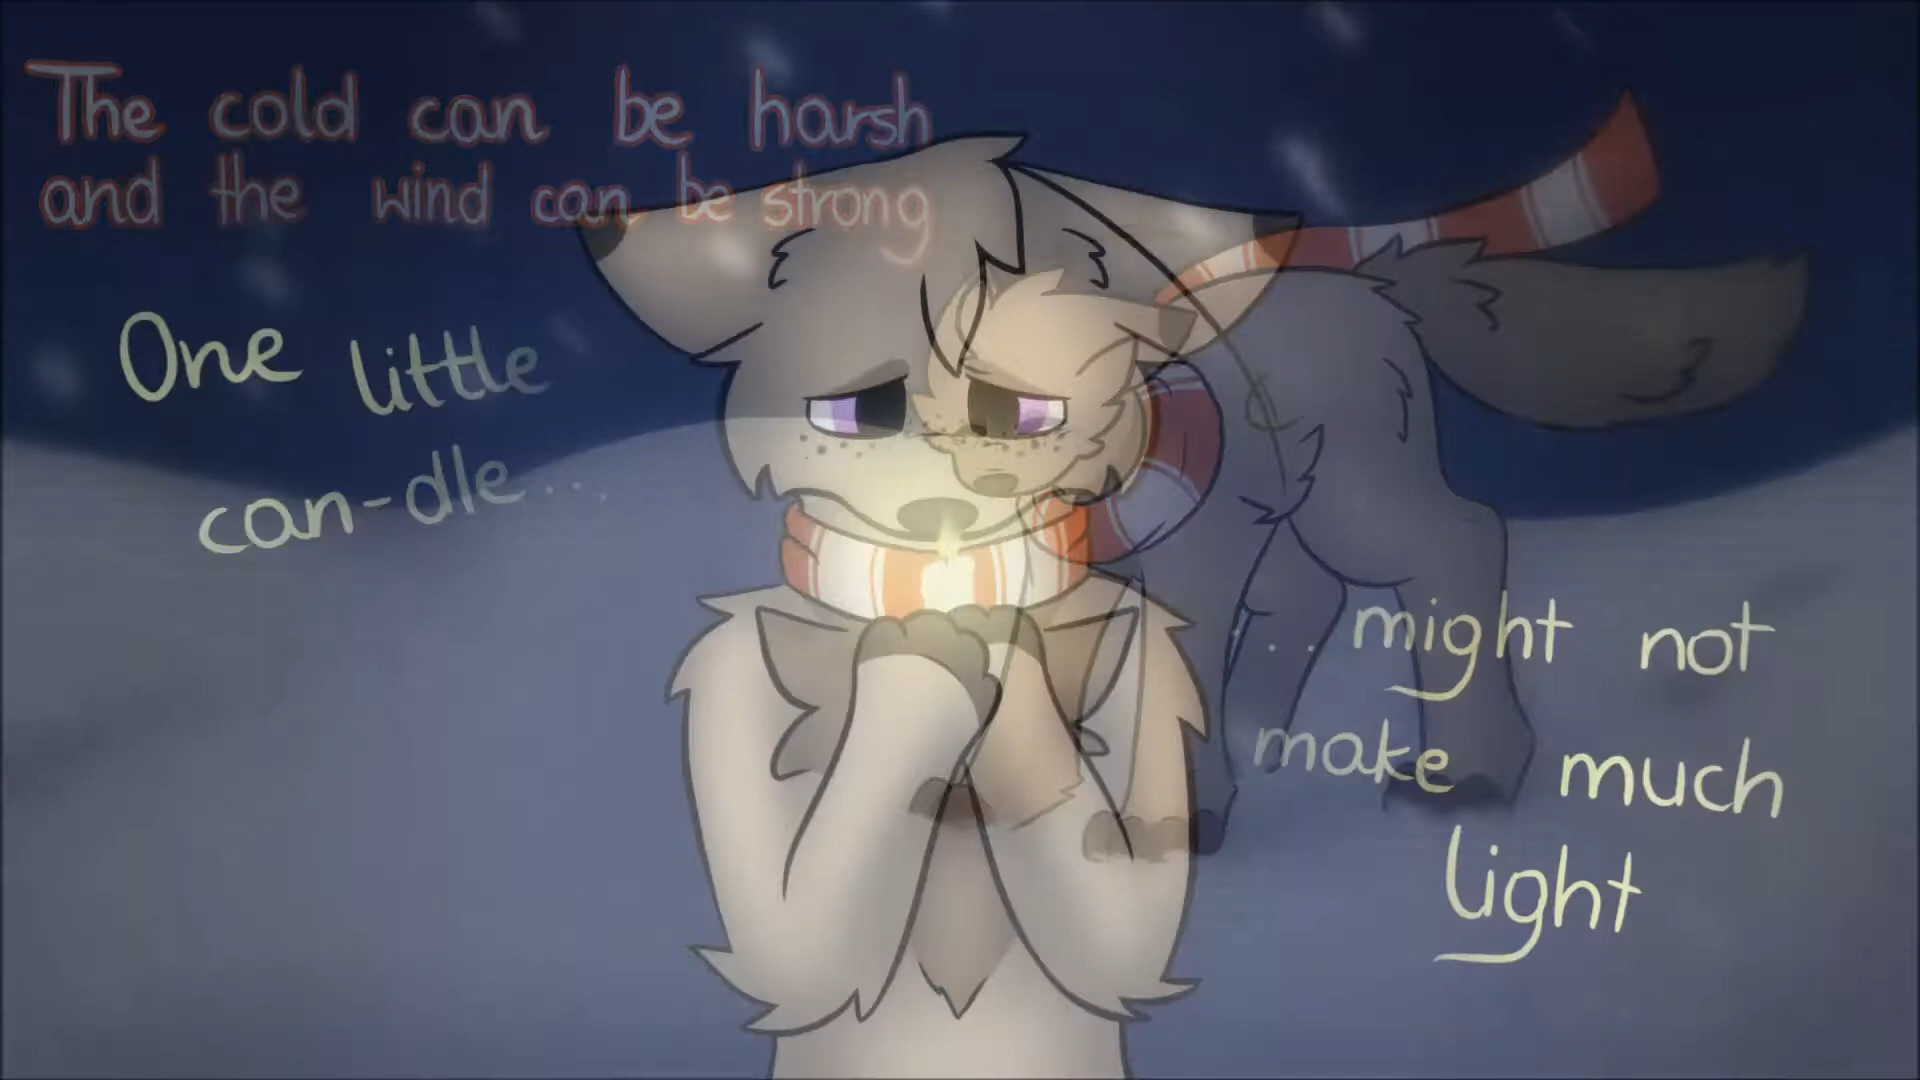 The cold can be harsh
and the wind can be strong
One little
can-dle...
...might not
make much
light